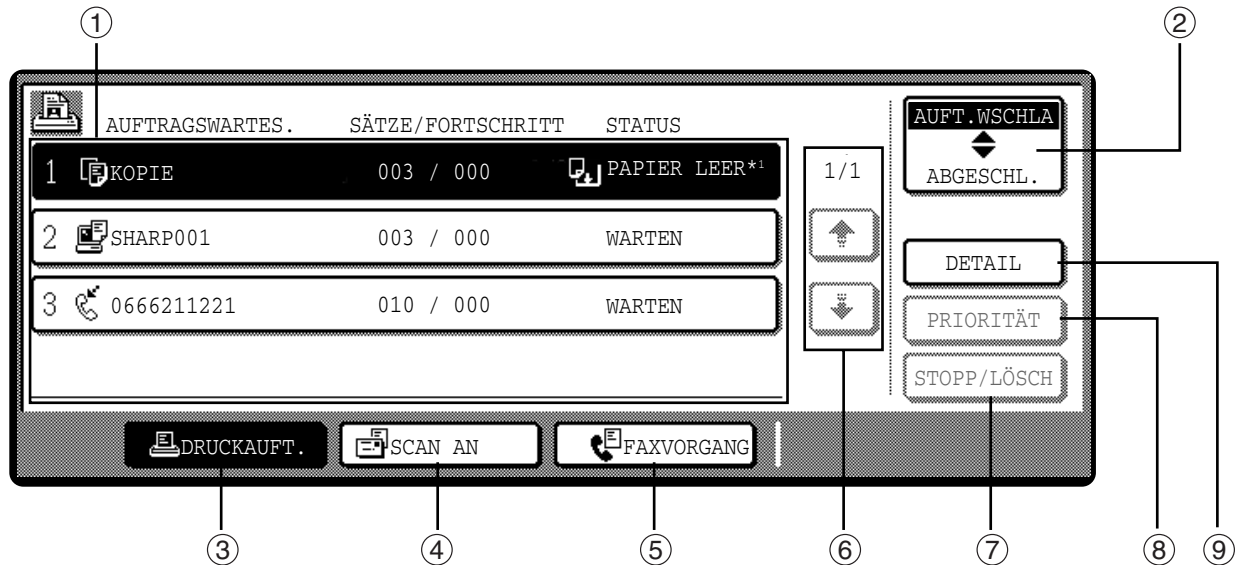 ① ②
AUFTRAGSWARTES. SÄTZE/FORTSCHRITT STATUS
1 KOPIE 003 / 000 PAPIER LEER*¹
2 SHARP001 003 / 000 WARTEN
3 0666211221 010 / 000 WARTEN
1/1
AUFT.WSCHLA
ABGESCHL.
DETAIL
PRIORITÄT
STOPP/LÖSCH
DRUCKAUFT. SCAN AN FAXVORGANG
③ ④ ⑤ ⑥ ⑦ ⑧ ⑨